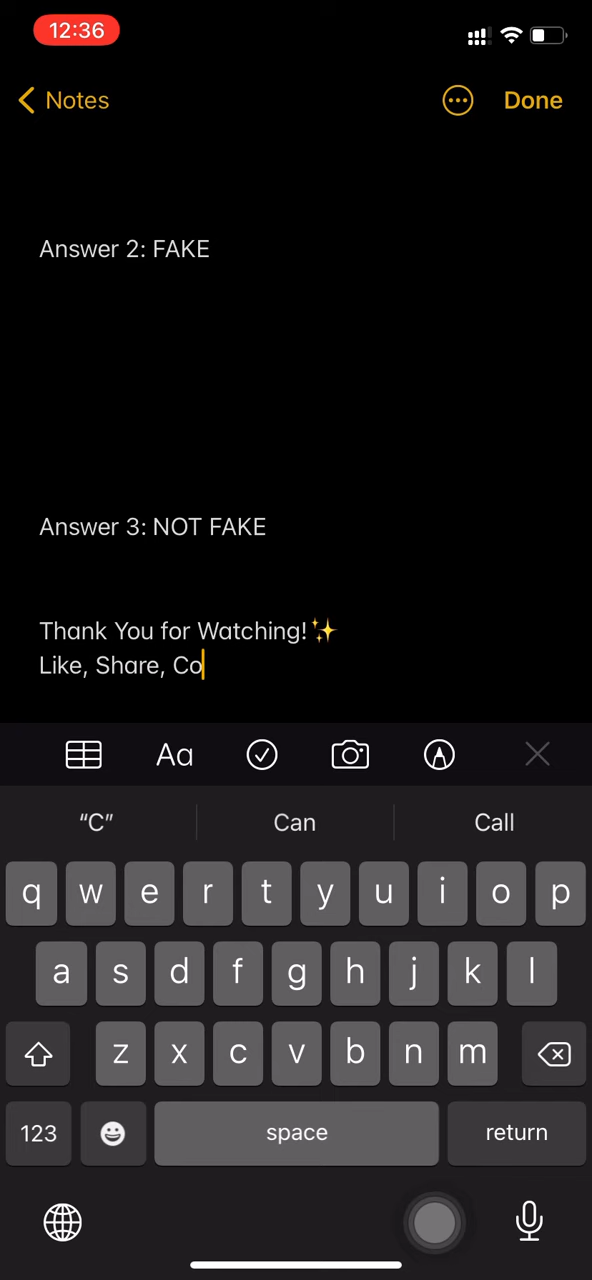 12:36
Notes
Done
Answer 2: FAKE
Answer 3: NOT FAKE
Thank You for Watching!✨
Like, Share, Co
Aa
“C” Can Call
q w e r t y u i o p
a s d f g h j k l
z x c v b n m
123 space return